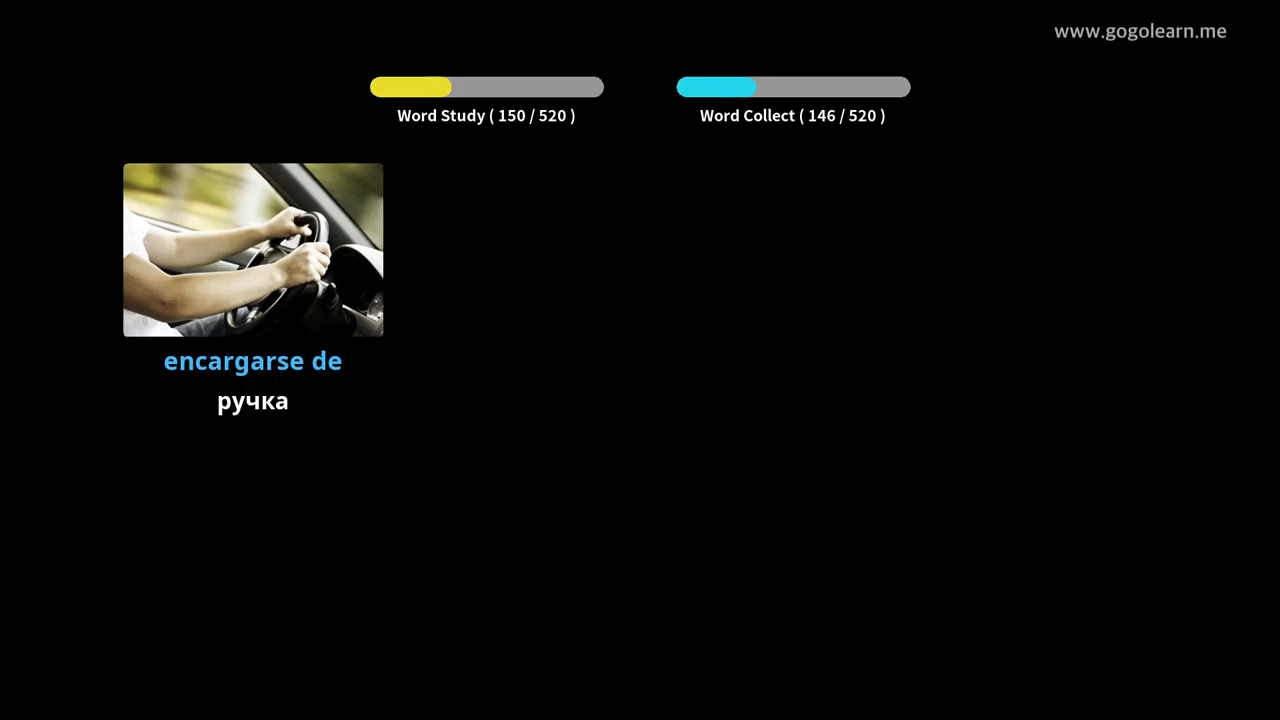 www.gogolearn.me
Word Study ( 150 / 520 )
Word Collect ( 146 / 520 )
encargarse de
ручка